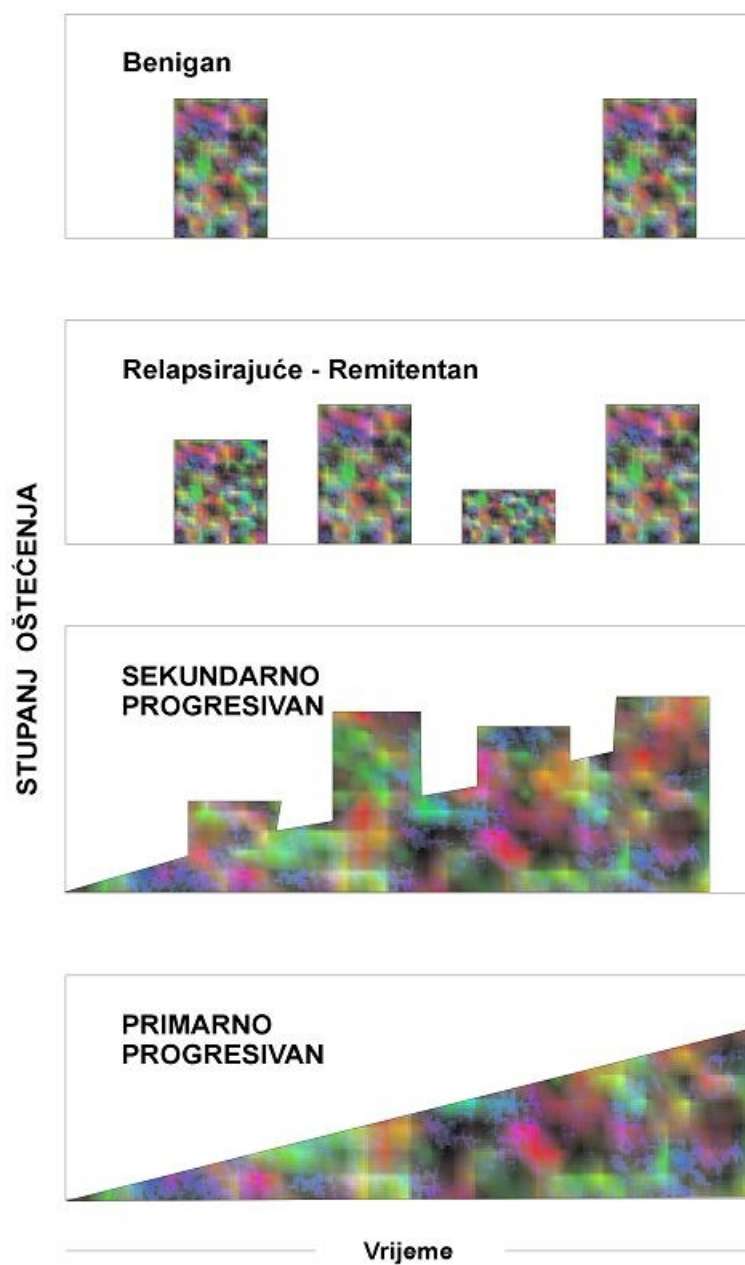 Benigan
Relapsirajuće - Remitentan
STUPANJ OŠTEĆENJA
SEKUNDARNO
PROGRESIVAN
PRIMARNO
PROGRESIVAN
Vrijeme